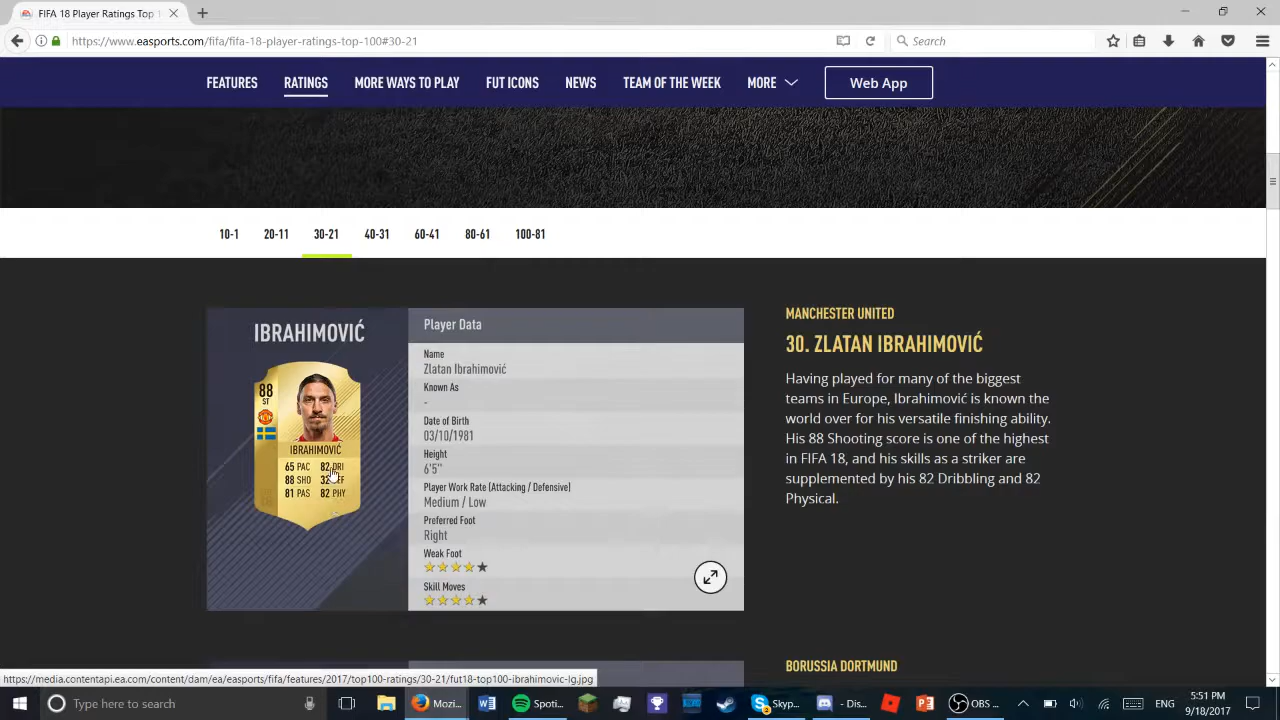 FIFA 18 Player Ratings Top
https://www.easports.com/fifa/fifa-18-player-ratings-top-100#30-21
Search
FEATURES RATINGS MORE WAYS TO PLAY FUT ICONS NEWS TEAM OF THE WEEK MORE Web App
10-1 20-11 30-21 40-31 60-41 80-61 100-81
IBRAHIMOVIĆ
88
ST
IBRAHIMOVIĆ
65 PAC 82 DRI
88 SHO
81 PAS 82 PHY
Player Data
Name
Zlatan Ibrahimović
Known As
-
Date of Birth
03/10/1981
Height
6'5"
Player Work Rate (Attacking / Defensive)
Medium / Low
Preferred Foot
Right
Weak Foot
Skill Moves
MANCHESTER UNITED
30. ZLATAN IBRAHIMOVIĆ
Having played for many of the biggest
teams in Europe, Ibrahimović is known the
world over for his versatile finishing ability.
His 88 Shooting score is one of the highest
in FIFA 18, and his skills as a striker are
supplemented by his 82 Dribbling and 82
Physical.
BORUSSIA DORTMUND
https://media.contentapi.ea.com/content/dam/ea/easports/fifa/features/2017/top100-ratings/30-21/fut18-top100-ibrahimovic-lg.jpg
Type here to search
Mozi...
Spoti...
Skyp...
- Dis...
OBS ...
5:51 PM
9/18/2017